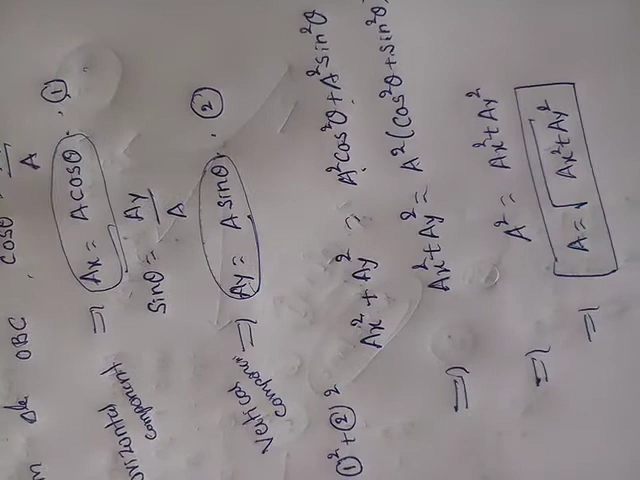 OBC, cosθ = 
A
Horizontal component ⇒ Ax = A cosθ . ①
sinθ = Ay/A
Vertical component ⇒ Ay = A sinθ . ②
①² + ②² Ax² + Ay² = A²cos²θ + A²sin²θ
⇒ Ax² + Ay² = A²(cos²θ + sin²θ
⇒ A² = Ax² + Ay²
⇒ A = √Ax² + Ay²